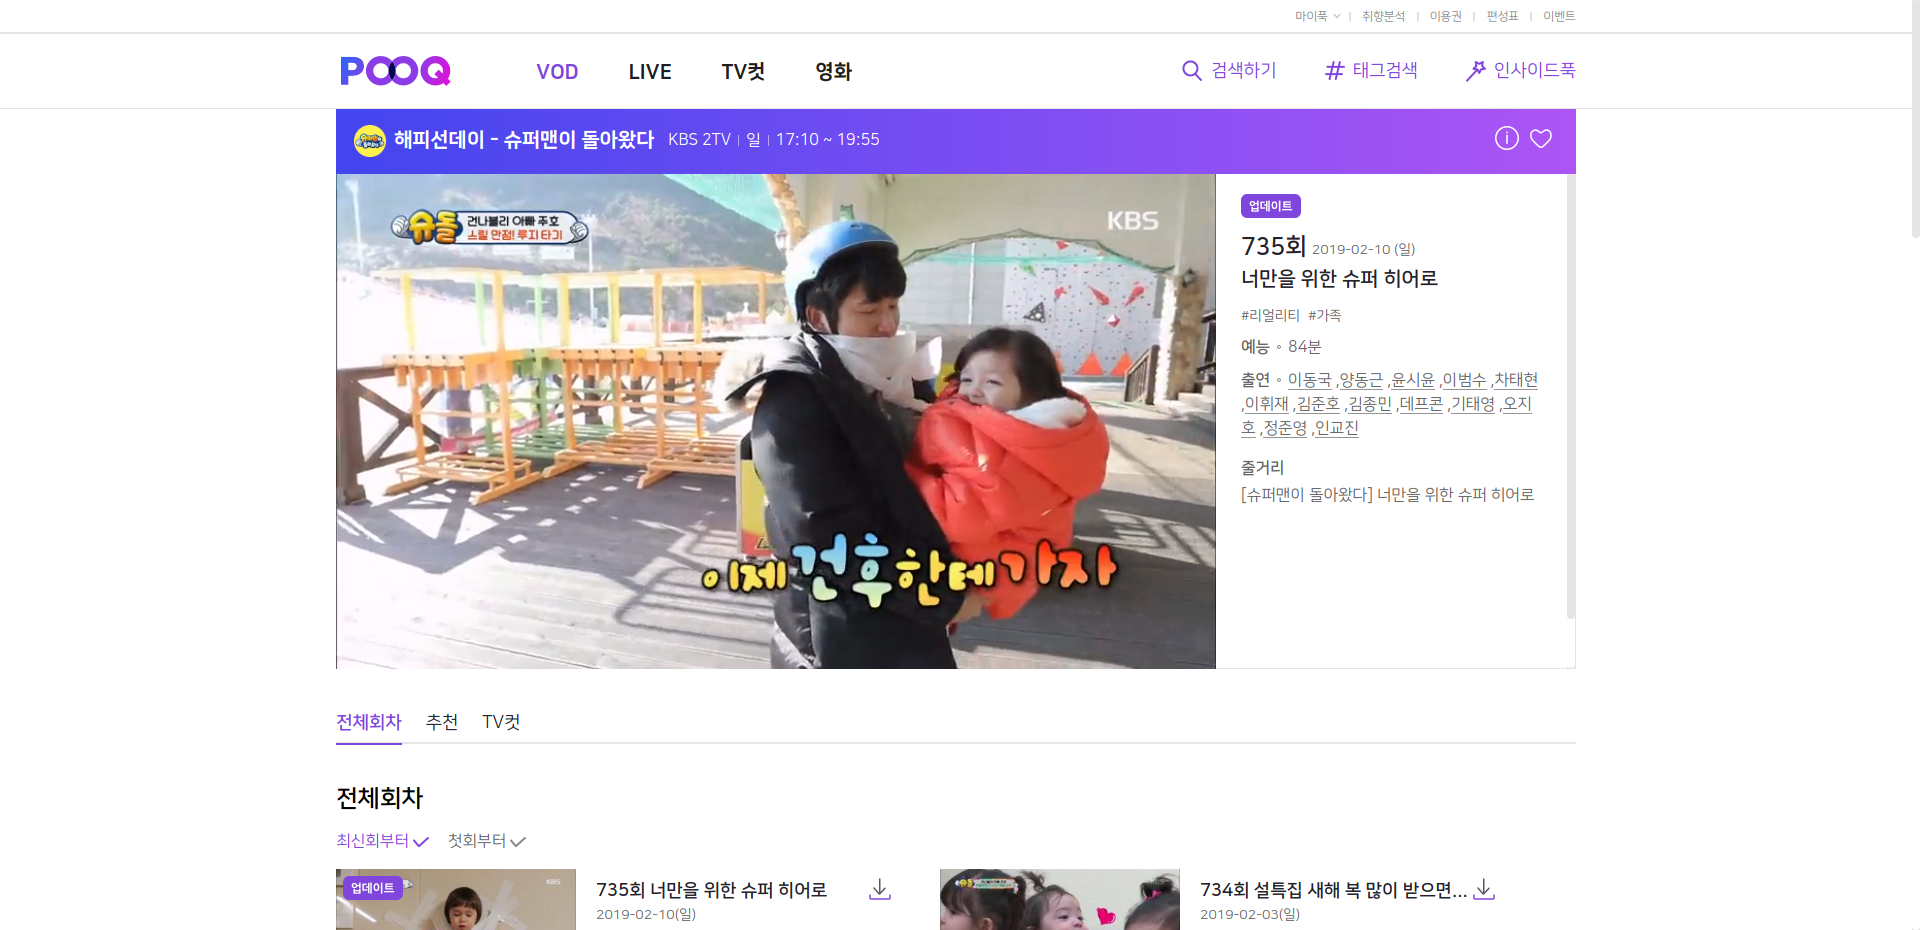 마이푹 취향분석 이용권 편성표 이벤트
POOQ VOD LIVE TV컷 영화 검색하기 태그검색 인사이드푹
해피선데이 - 슈퍼맨이 돌아왔다 KBS 2TV 일 17:10 ~ 19:55
슈돌 건나블리 아빠 주호
스릴 만점! 루지 타기
KBS
이제 건후한테 가자
업데이트
735회 2019-02-10 (일)
너만을 위한 슈퍼 히어로
#리얼리티 #가족
예능 ∘ 84분
출연 ∘ 이동국 ,양동근 ,윤시윤 ,이범수 ,차태현
,이휘재 ,김준호 ,김종민 ,데프콘 ,기태영 ,오지
호 ,정준영 ,인교진
줄거리
[슈퍼맨이 돌아왔다] 너만을 위한 슈퍼 히어로
전체회차 추천 TV컷
전체회차
최신회부터 첫회부터
업데이트
KBS
735회 너만을 위한 슈퍼 히어로
2019-02-10(일)
슈돌
734회 설특집 새해 복 많이 받으면...
2019-02-03(일)